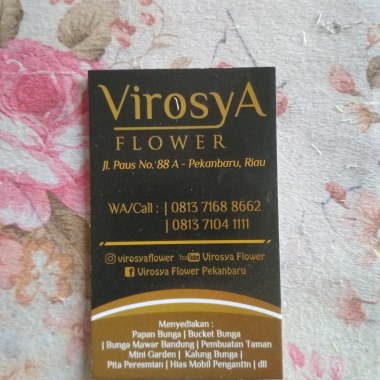 VirosyA
FLOWER
Jl. Paus No. 88 A - Pekanbaru, Riau
WA/Call : | 0813 7168 8662
| 0813 7104 1111
virosyaflower YouTube Virosya Flower
Virosya Flower Pekanbaru
Menyediakan :
Papan Bunga | Bucket Bunga
| Bunga Mawar Bandung | Pembuatan Taman
Mini Garden | Kalung Bunga |
Pita Peresmian | Hias Mobil Pengantin | dll